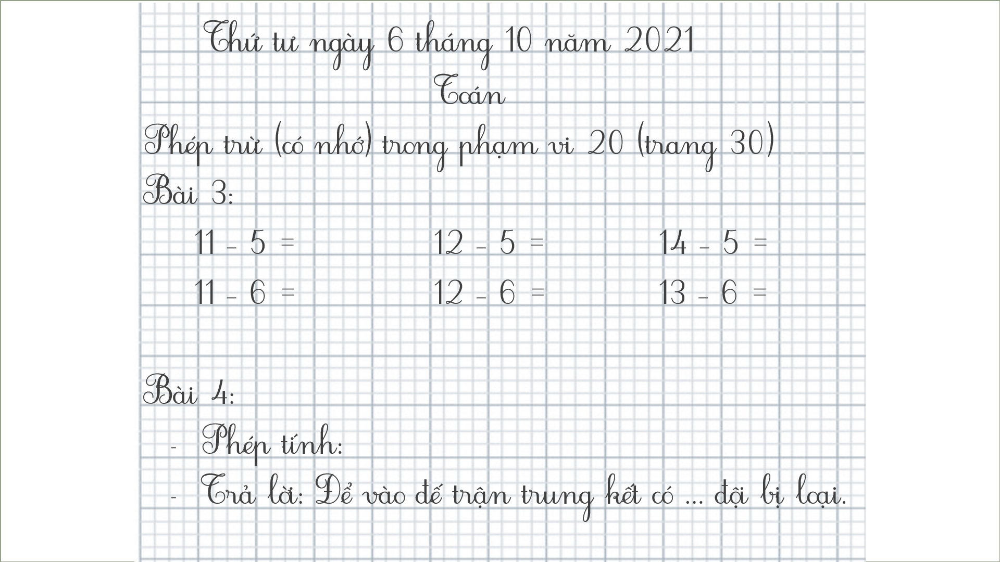 Thứ tư ngày 6 tháng 10 năm 2021
Toán
Phép trừ (có nhớ) trong phạm vi 20 (trang 30)
Bài 3:
11 - 5 = 12 - 5 = 14 - 5 =
11 - 6 = 12 - 6 = 13 - 6 =
Bài 4:
- Phép tính:
- Trả lời: Để vào đế trận trung kết có ... đội bị loại.